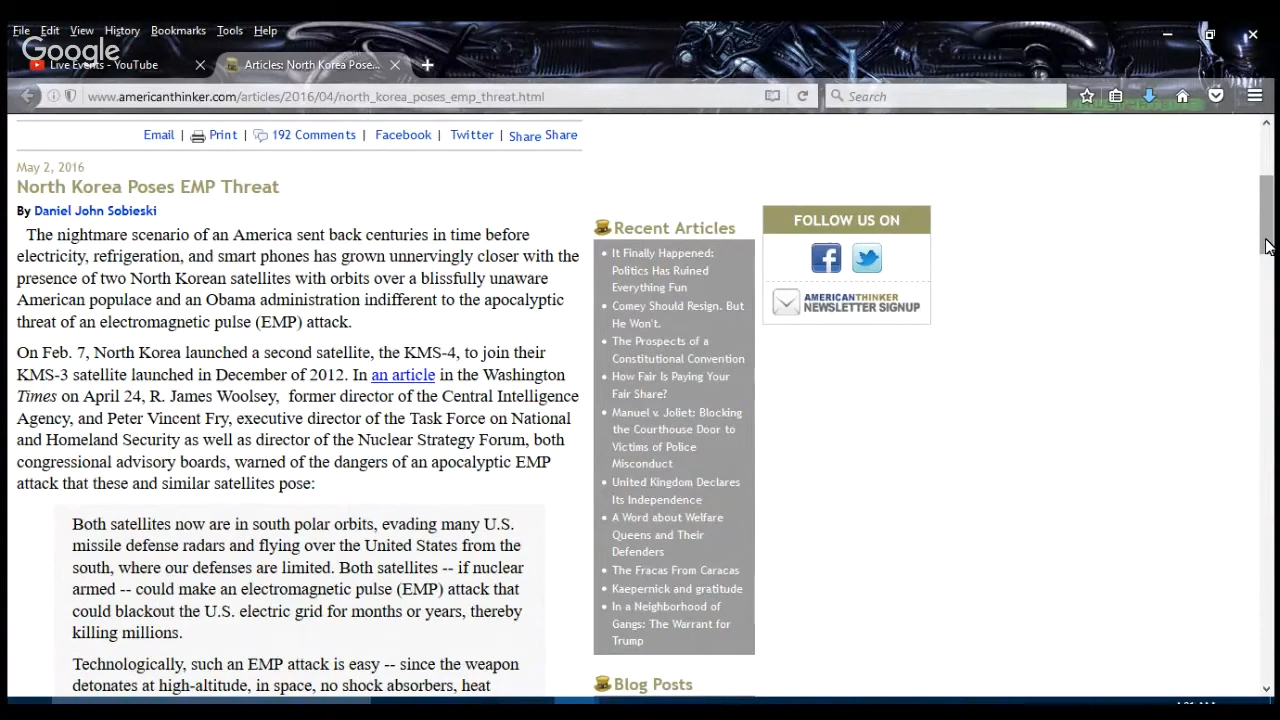 File Edit View History Bookmarks Tools Help
Google
Live Events - YouTube
Articles: North Korea Pose...
www.americanthinker.com/articles/2016/04/north_korea_poses_emp_threat.html
Search
Email | Print | 192 Comments | Facebook | Twitter | Share Share
May 2, 2016
North Korea Poses EMP Threat
By Daniel John Sobieski
The nightmare scenario of an America sent back centuries in time before
electricity, refrigeration, and smart phones has grown unnervingly closer with the
presence of two North Korean satellites with orbits over a blissfully unaware
American populace and an Obama administration indifferent to the apocalyptic
threat of an electromagnetic pulse (EMP) attack.
On Feb. 7, North Korea launched a second satellite, the KMS-4, to join their
KMS-3 satellite launched in December of 2012. In an article in the Washington
Times on April 24, R. James Woolsey,  former director of the Central Intelligence
Agency, and Peter Vincent Fry, executive director of the Task Force on National
and Homeland Security as well as director of the Nuclear Strategy Forum, both
congressional advisory boards, warned of the dangers of an apocalyptic EMP
attack that these and similar satellites pose:
Both satellites now are in south polar orbits, evading many U.S.
missile defense radars and flying over the United States from the
south, where our defenses are limited. Both satellites -- if nuclear
armed -- could make an electromagnetic pulse (EMP) attack that
could blackout the U.S. electric grid for months or years, thereby
killing millions.
Technologically, such an EMP attack is easy -- since the weapon
detonates at high-altitude, in space, no shock absorbers, heat
Recent Articles
It Finally Happened:
Politics Has Ruined
Everything Fun
Comey Should Resign. But
He Won't.
The Prospects of a
Constitutional Convention
How Fair Is Paying Your
Fair Share?
Manuel v. Joliet: Blocking
the Courthouse Door to
Victims of Police
Misconduct
United Kingdom Declares
Its Independence
A Word about Welfare
Queens and Their
Defenders
The Fracas From Caracas
Kaepernick and gratitude
In a Neighborhood of
Gangs: The Warrant for
Trump
Blog Posts
FOLLOW US ON
AMERICANTHINKER
NEWSLETTER SIGNUP